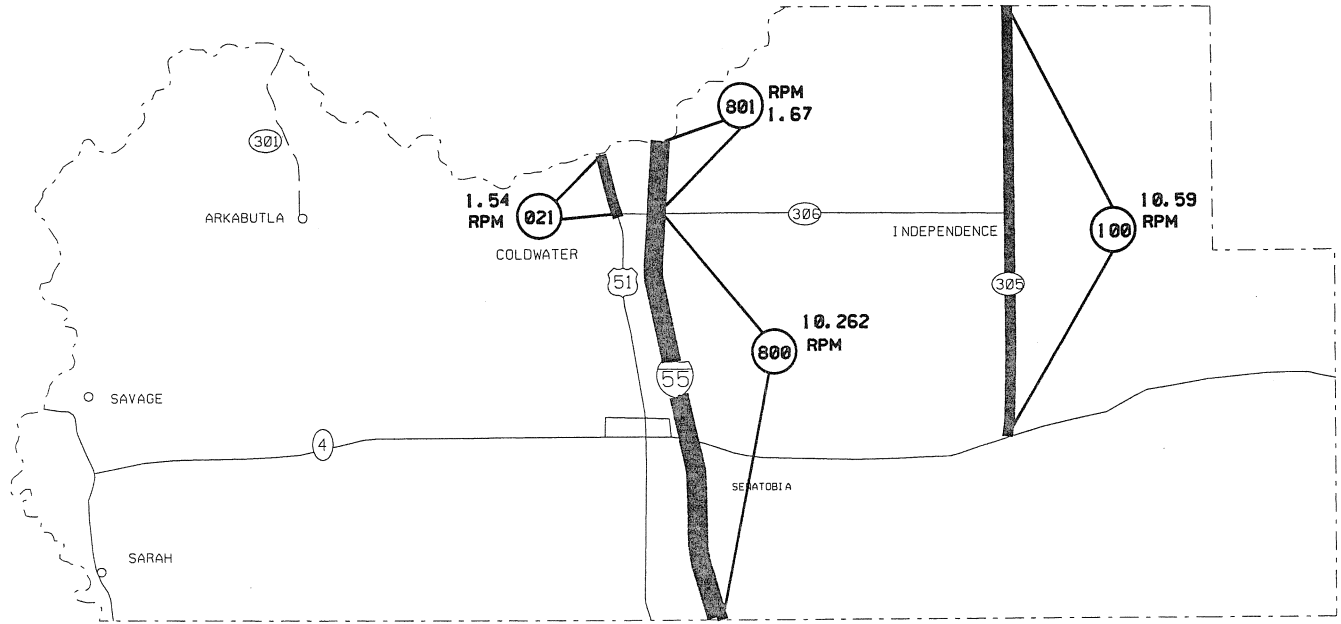 801
RPM
1.67
301
1.54
RPM
021
ARKABUTLA
COLDWATER
306
INDEPENDENCE
10.59
RPM
100
51
305
10.262
RPM
800
55
SAVAGE
4
SENATOBIA
SARAH